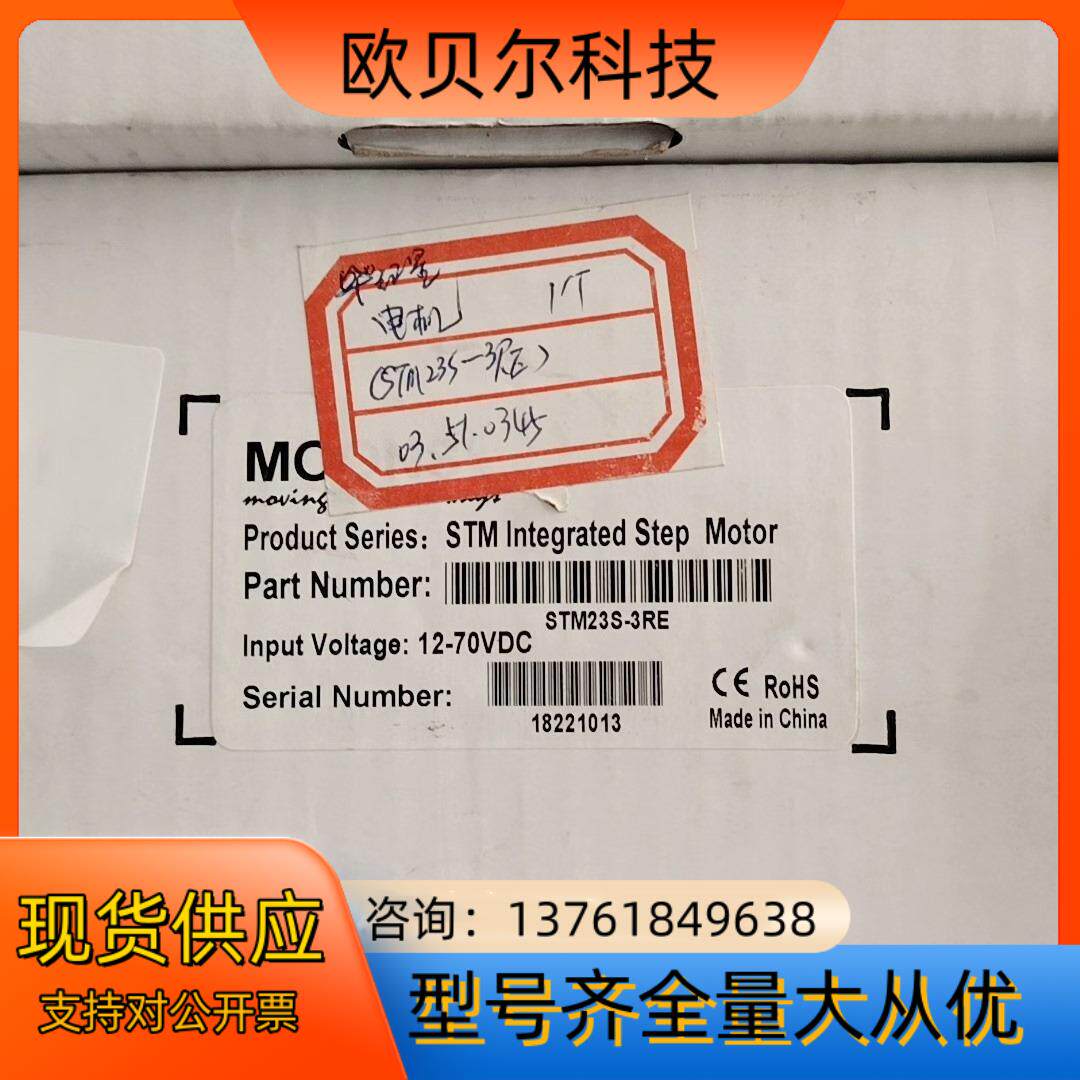 欧贝尔科技
电机 1个
(STM23S-3RE)
03.51.0345
MO
moving
Product Series: STM Integrated Step Motor
Part Number:
STM23S-3RE
Input Voltage: 12-70VDC
Serial Number:
18221013
CE RoHS
Made in China
现货供应
支持对公开票
咨询：13761849638
型号齐全量大从优